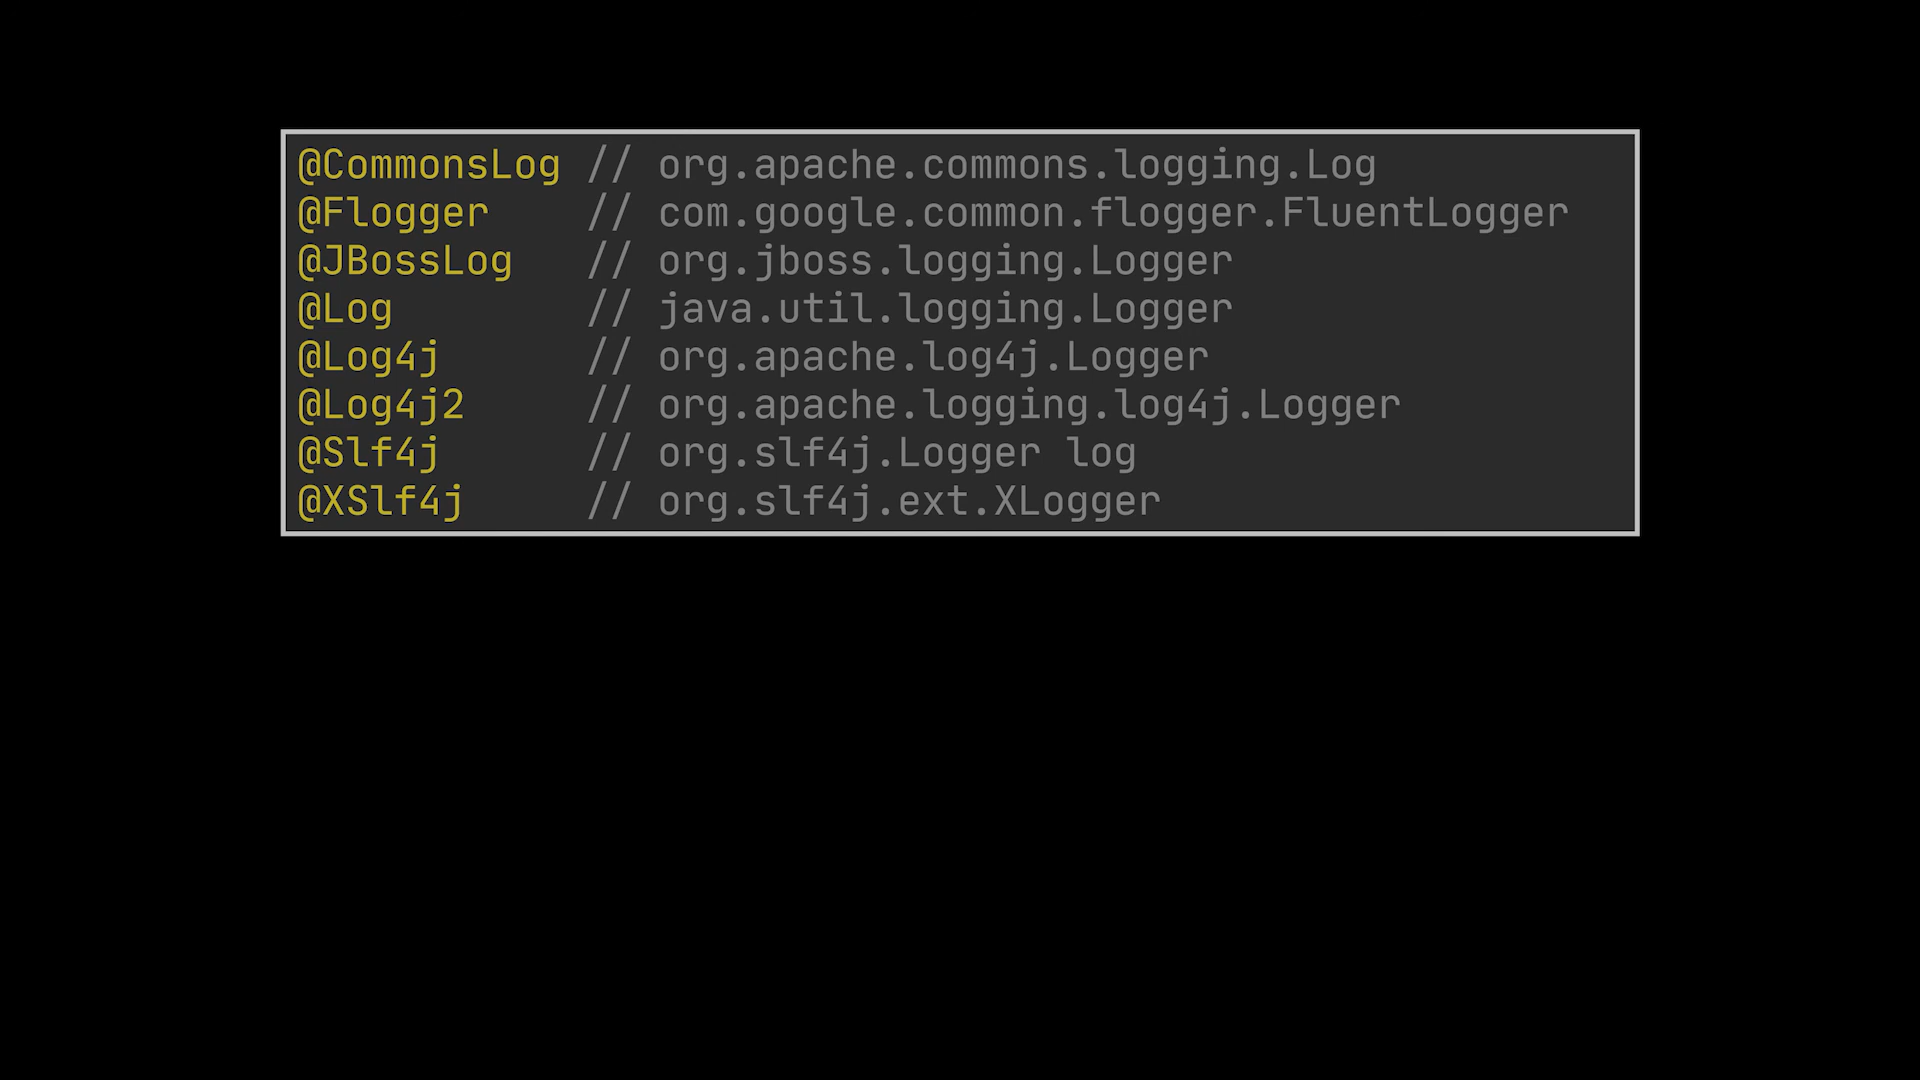 @CommonsLog // org.apache.commons.logging.Log
@Flogger    // com.google.common.flogger.FluentLogger
@JBossLog   // org.jboss.logging.Logger
@Log        // java.util.logging.Logger
@Log4j      // org.apache.log4j.Logger
@Log4j2     // org.apache.logging.log4j.Logger
@Slf4j      // org.slf4j.Logger log
@XSlf4j     // org.slf4j.ext.XLogger